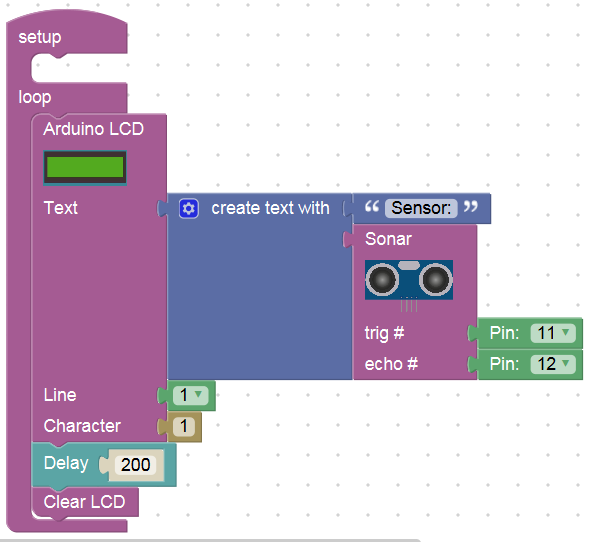 setup
loop
Arduino LCD
Text create text with “ Sensor: ”
Sonar
trig # Pin: 11
echo # Pin: 12
Line 1
Character 1
Delay 200
Clear LCD